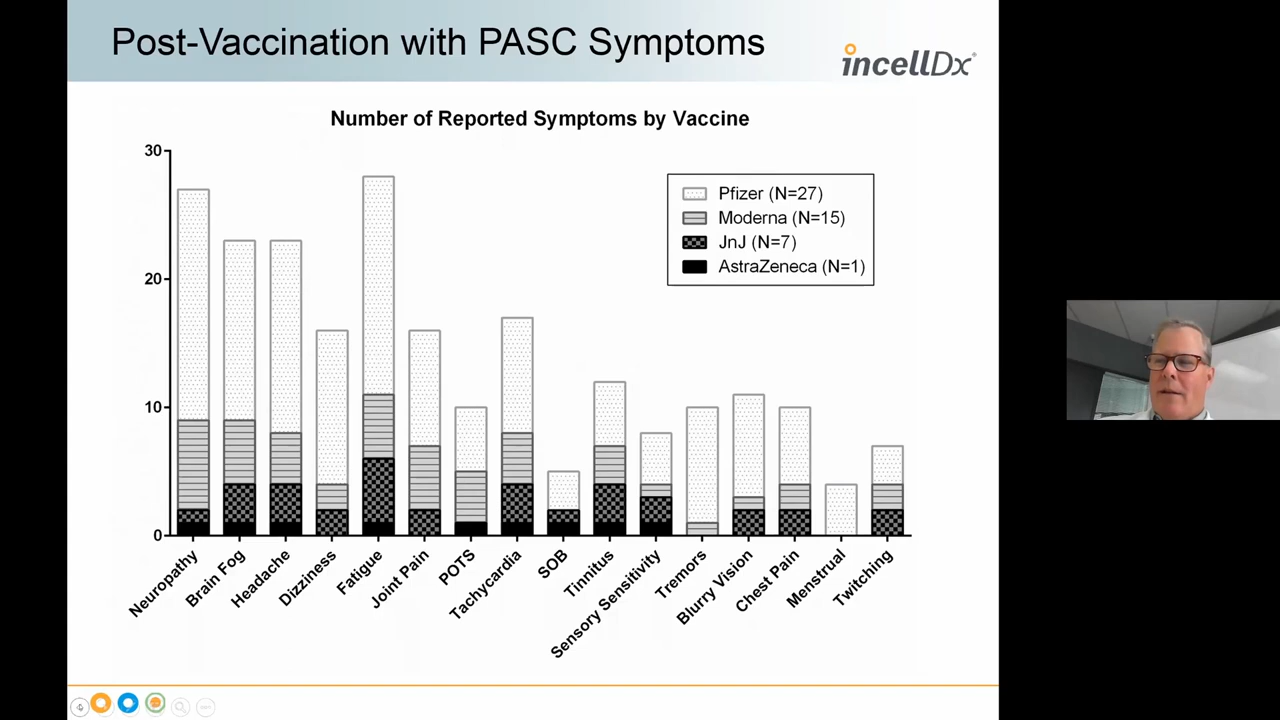 Post-Vaccination with PASC Symptoms
incellDx
Number of Reported Symptoms by Vaccine
30
20
10
0
Pfizer (N=27)
Moderna (N=15)
JnJ (N=7)
AstraZeneca (N=1)
Neuropathy
Brain Fog
Headache
Dizziness
Fatigue
Joint Pain
POTS
Tachycardia
SOB
Tinnitus
Sensory Sensitivity
Tremors
Blurry Vision
Chest Pain
Menstrual
Twitching